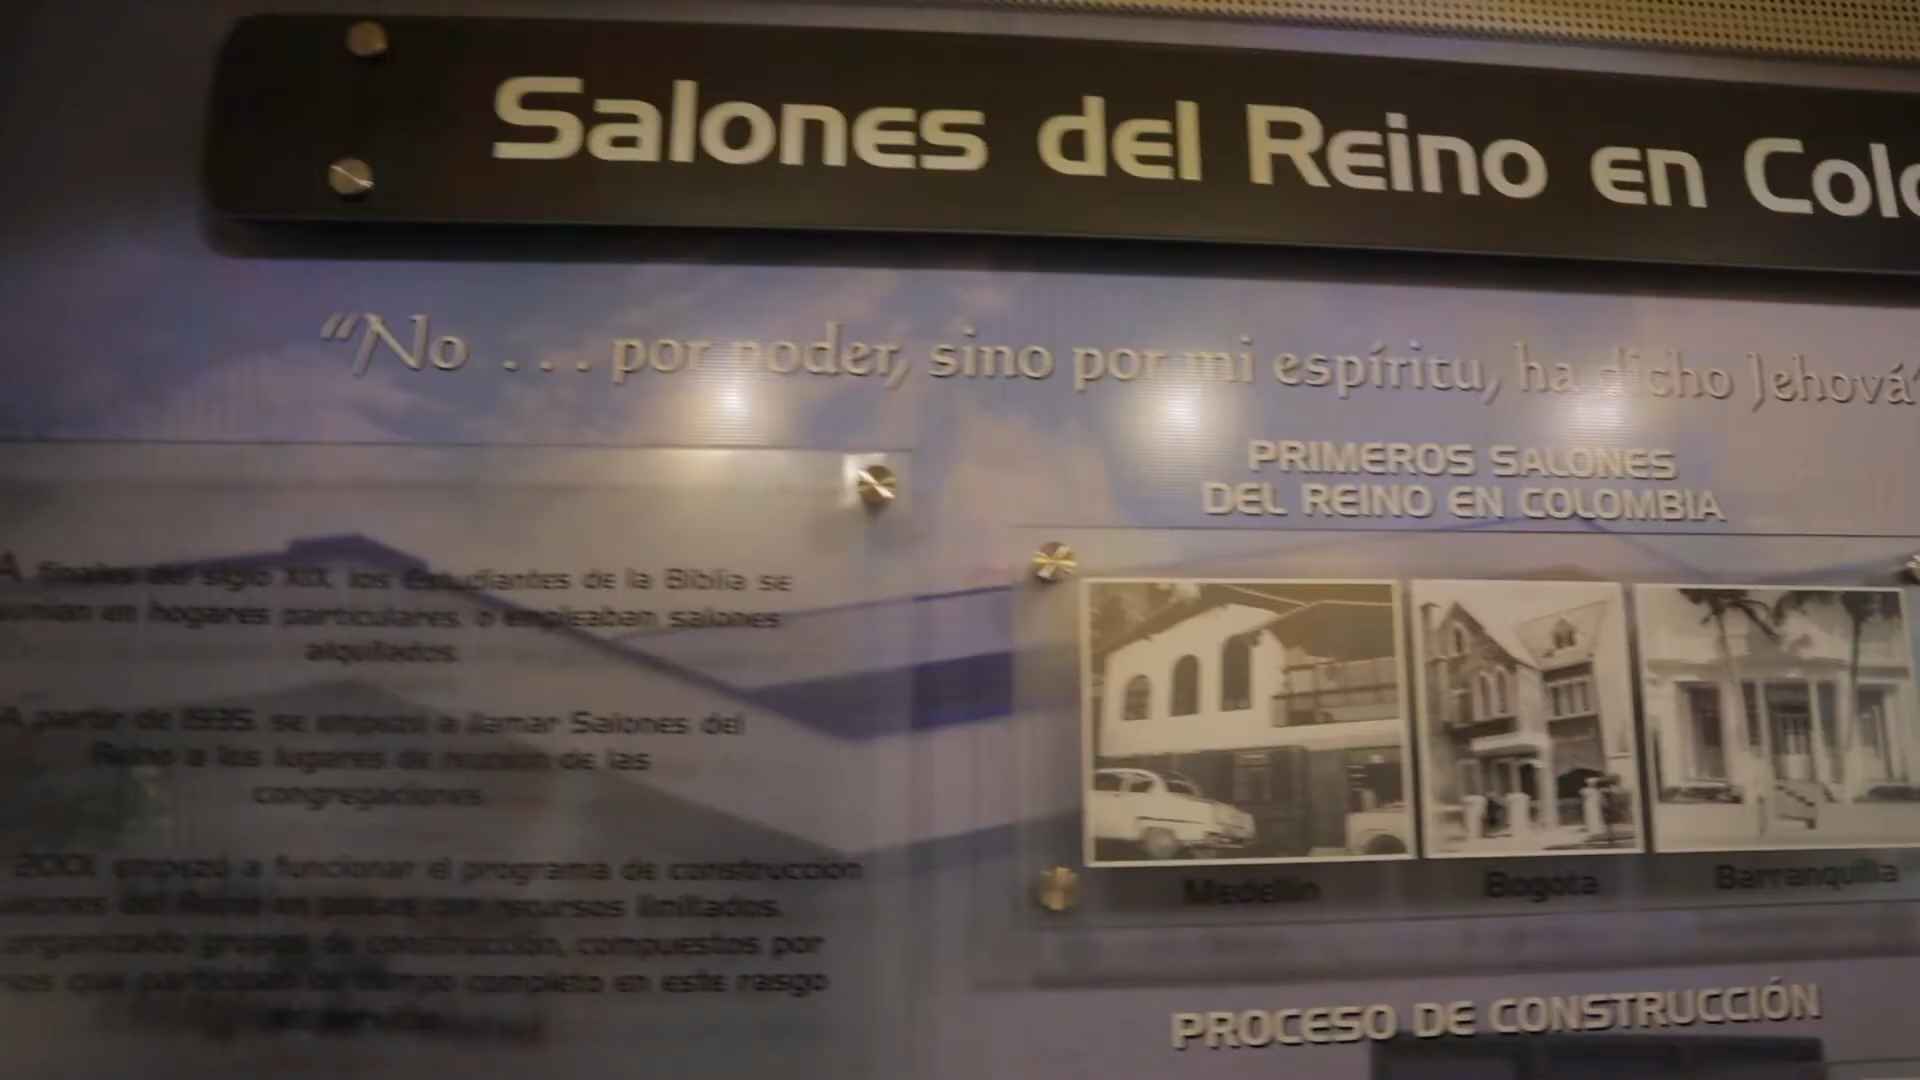 Salones del Reino en Colo
“No . . . por poder, sino por mi espíritu, ha dicho Jehová”
A finales del siglo XIX, los Estudiantes de la Biblia se
en hogares particulares o empleaban salones
alquilados.
A partir de 1935, se empezó a llamar Salones del
Reino a los lugares de reunión de las
congregaciones.
2001, empezó a funcionar el programa de construcción
del Reino en países con recursos limitados.
organizado grupos de construcción, compuestos por
que participan a tiempo completo en este rasgo
PRIMEROS SALONES
DEL REINO EN COLOMBIA
Medellín
Bogota
Barranquilla
PROCESO DE CONSTRUCCIÓN